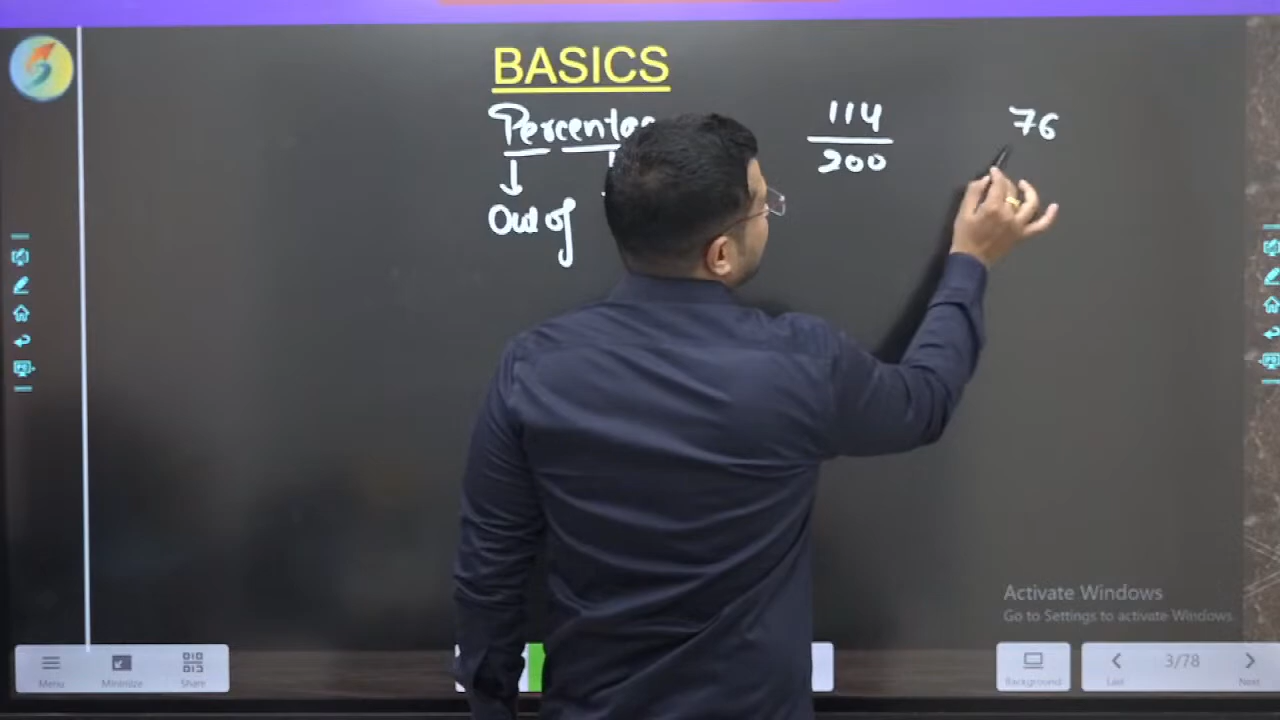 BASICS
114
76
200
Out of
Activate Windows
Go to Settings to activate Windows.
Menu
Minimize
Share
Background
Last
3/78
Next